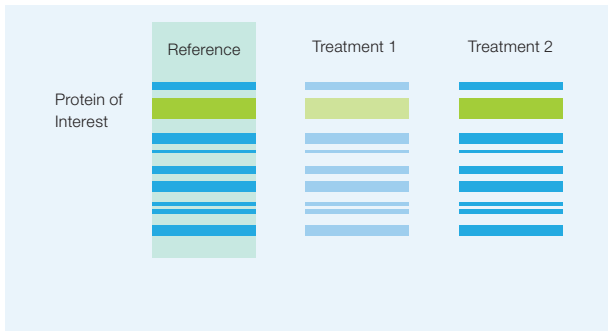 Reference
Treatment 1
Treatment 2
Protein of
Interest